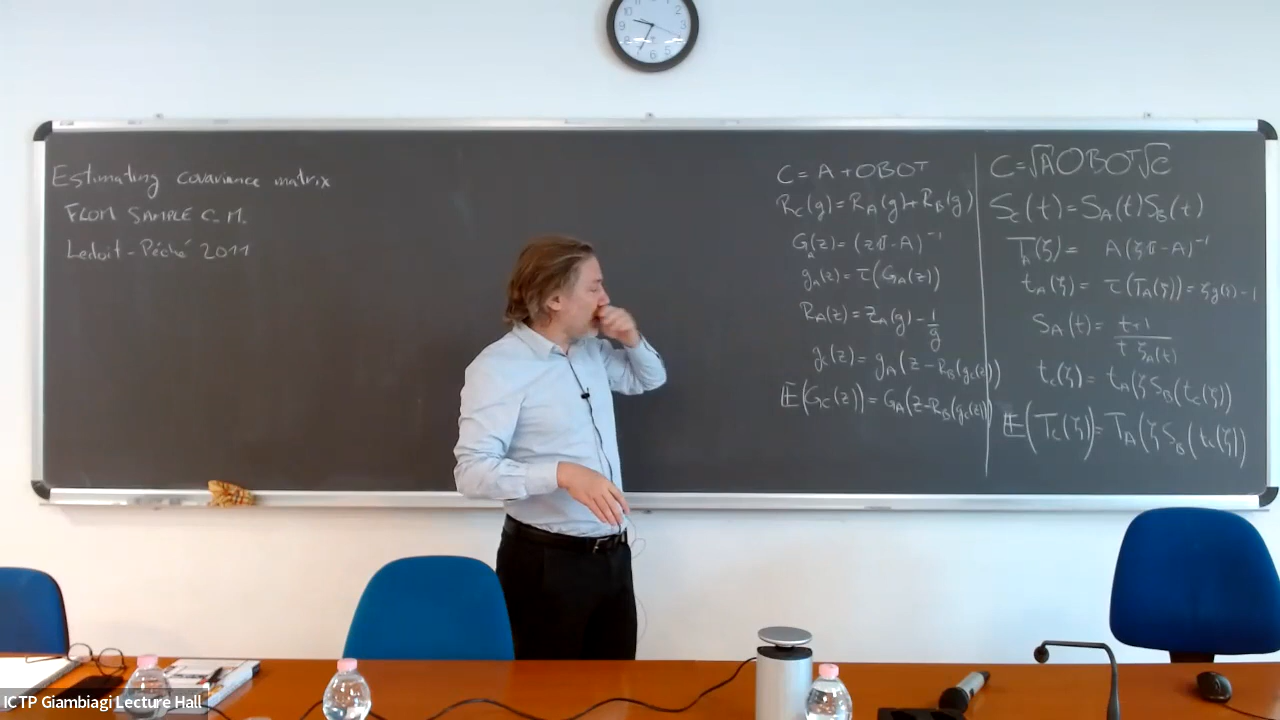 Estimating covariance matrix
FROM SAMPLE C.M.
Ledoit-Péché 2011
C = A + OBOᵀ
R_C(g) = R_A(g) + R_B(g)
G_A(z) = (z𝟙 - A)⁻¹
g_A(z) = τ(G_A(z))
R_A(z) = z_A(g) - 1/g
g_C(z) = g_A(z - R_B(g_C(z)))
𝔼(G_C(z)) = G_A(z - R_B(g_C(z)))
C = √A OBOᵀ √C
S_C(t) = S_A(t) S_B(t)
T_A(ζ) = A(ζ𝟙 - A)⁻¹
t_A(ζ) = τ(T_A(ζ)) = ζg(ζ) - 1
S_A(t) = t+1 / t ζ_A(t)
t_C(ζ) = t_A(ζ S_B(t_C(ζ))
𝔼(T_C(ζ)) = T_A(ζ S_B(t_C(ζ))
ICTP Giambiagi Lecture Hall